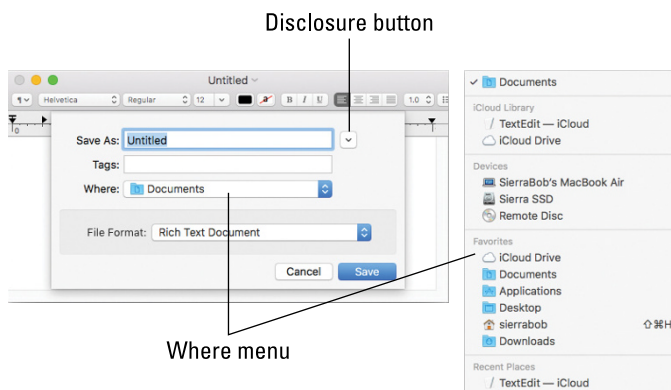 Disclosure button
Untitled
Helvetica Regular 12 B I U 1.0
0
Save As: Untitled
Tags:
Where: Documents
File Format: Rich Text Document
Cancel Save
Where menu
✓ Documents
iCloud Library
TextEdit — iCloud
iCloud Drive
Devices
SierraBob's MacBook Air
Sierra SSD
Remote Disc
Favorites
iCloud Drive
Documents
Applications
Desktop
sierrabob ⇧⌘H
Downloads
Recent Places
TextEdit — iCloud